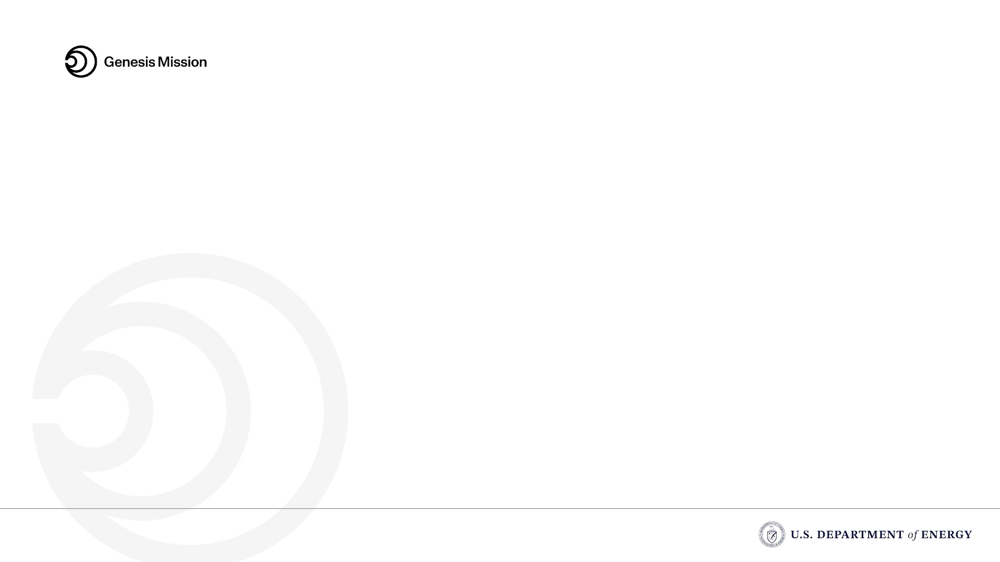 Genesis Mission
U.S. DEPARTMENT of ENERGY